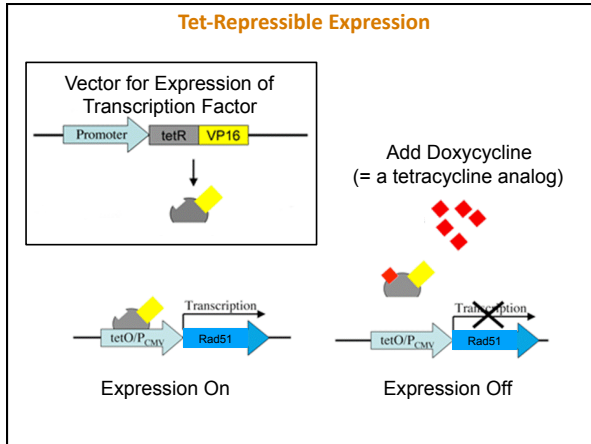 Tet-Repressible Expression
Vector for Expression of
Transcription Factor
Promoter tetR VP16
Add Doxycycline
(= a tetracycline analog)
Transcription
tetO/PCMV Rad51
Expression On
Transcription
tetO/PCMV Rad51
Expression Off